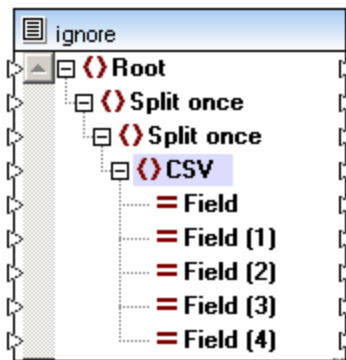 ignore
Root
Split once
Split once
CSV
Field
Field (1)
Field (2)
Field (3)
Field (4)